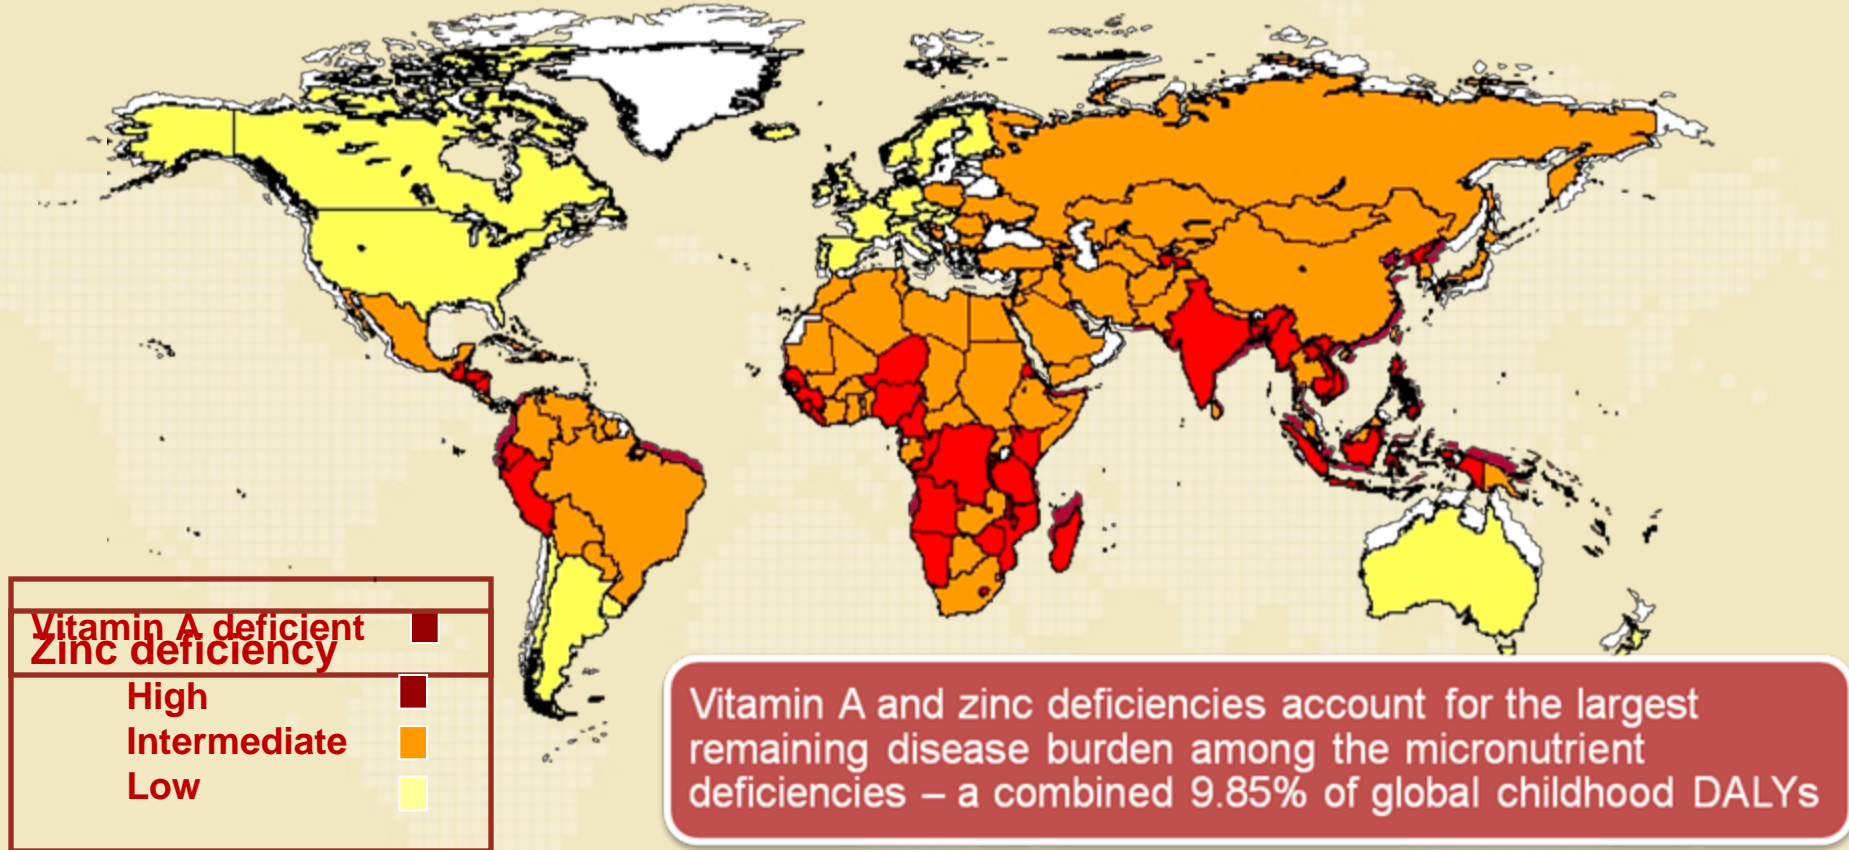 Vitamin A deficient
Zinc deficiency
High
Intermediate
Low
Vitamin A and zinc deficiencies account for the largest
remaining disease burden among the micronutrient
deficiencies – a combined 9.85% of global childhood DALYs